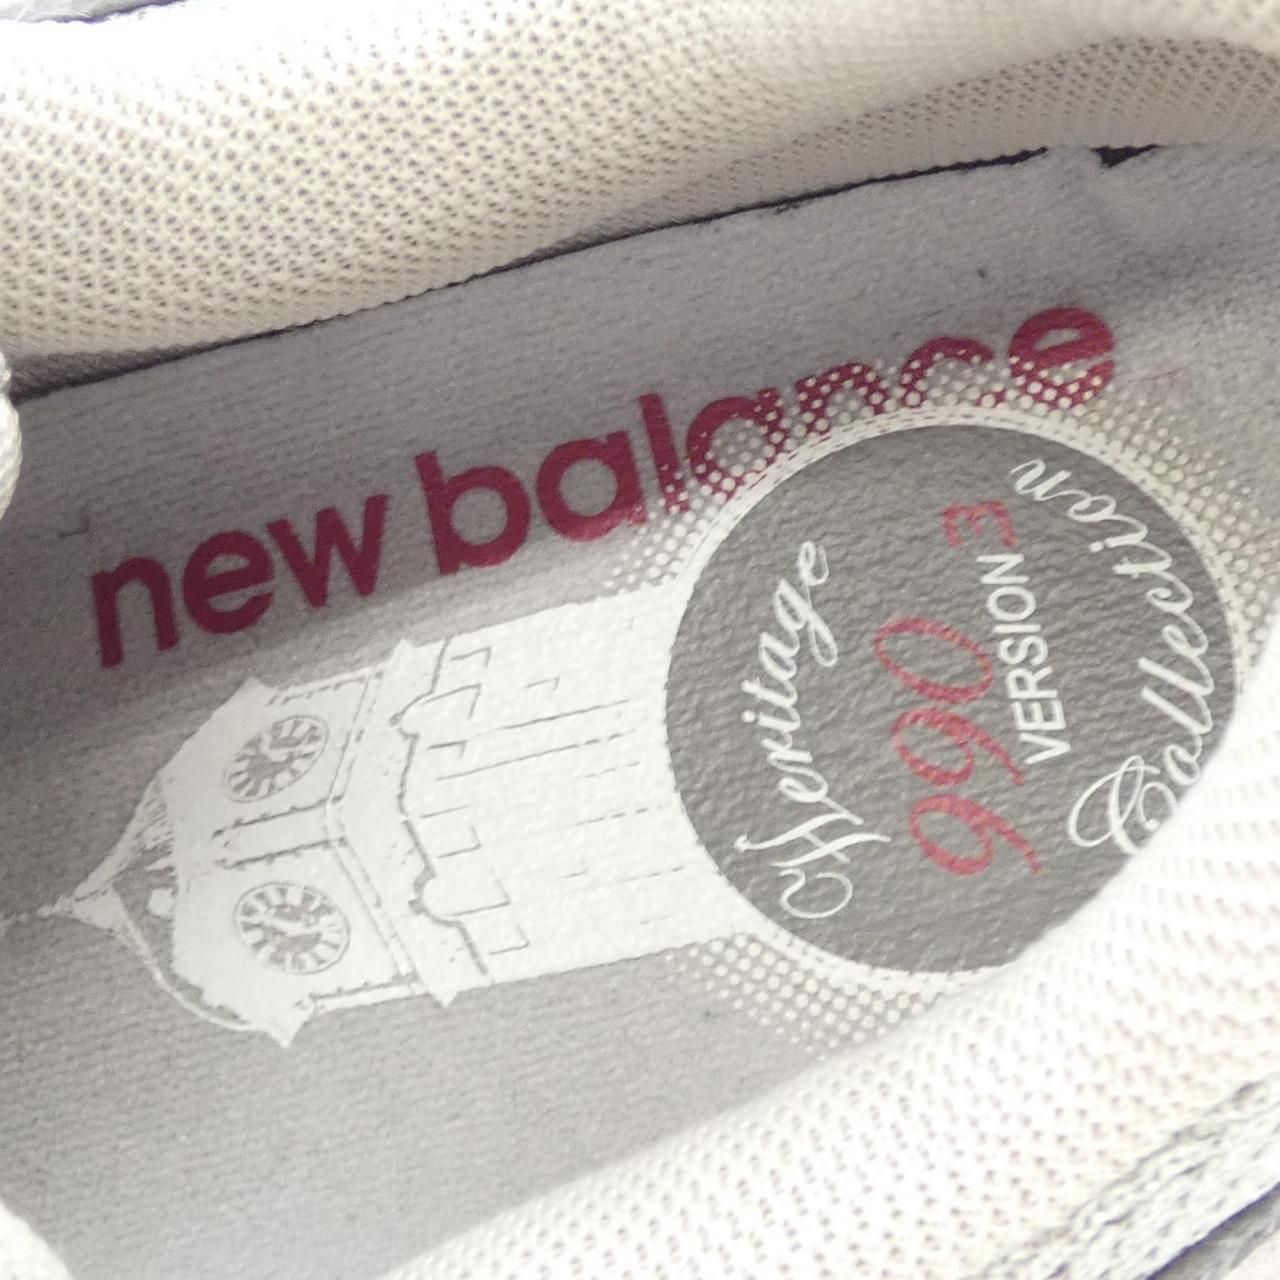 new balance
Heritage
990
VERSION 3
Collection